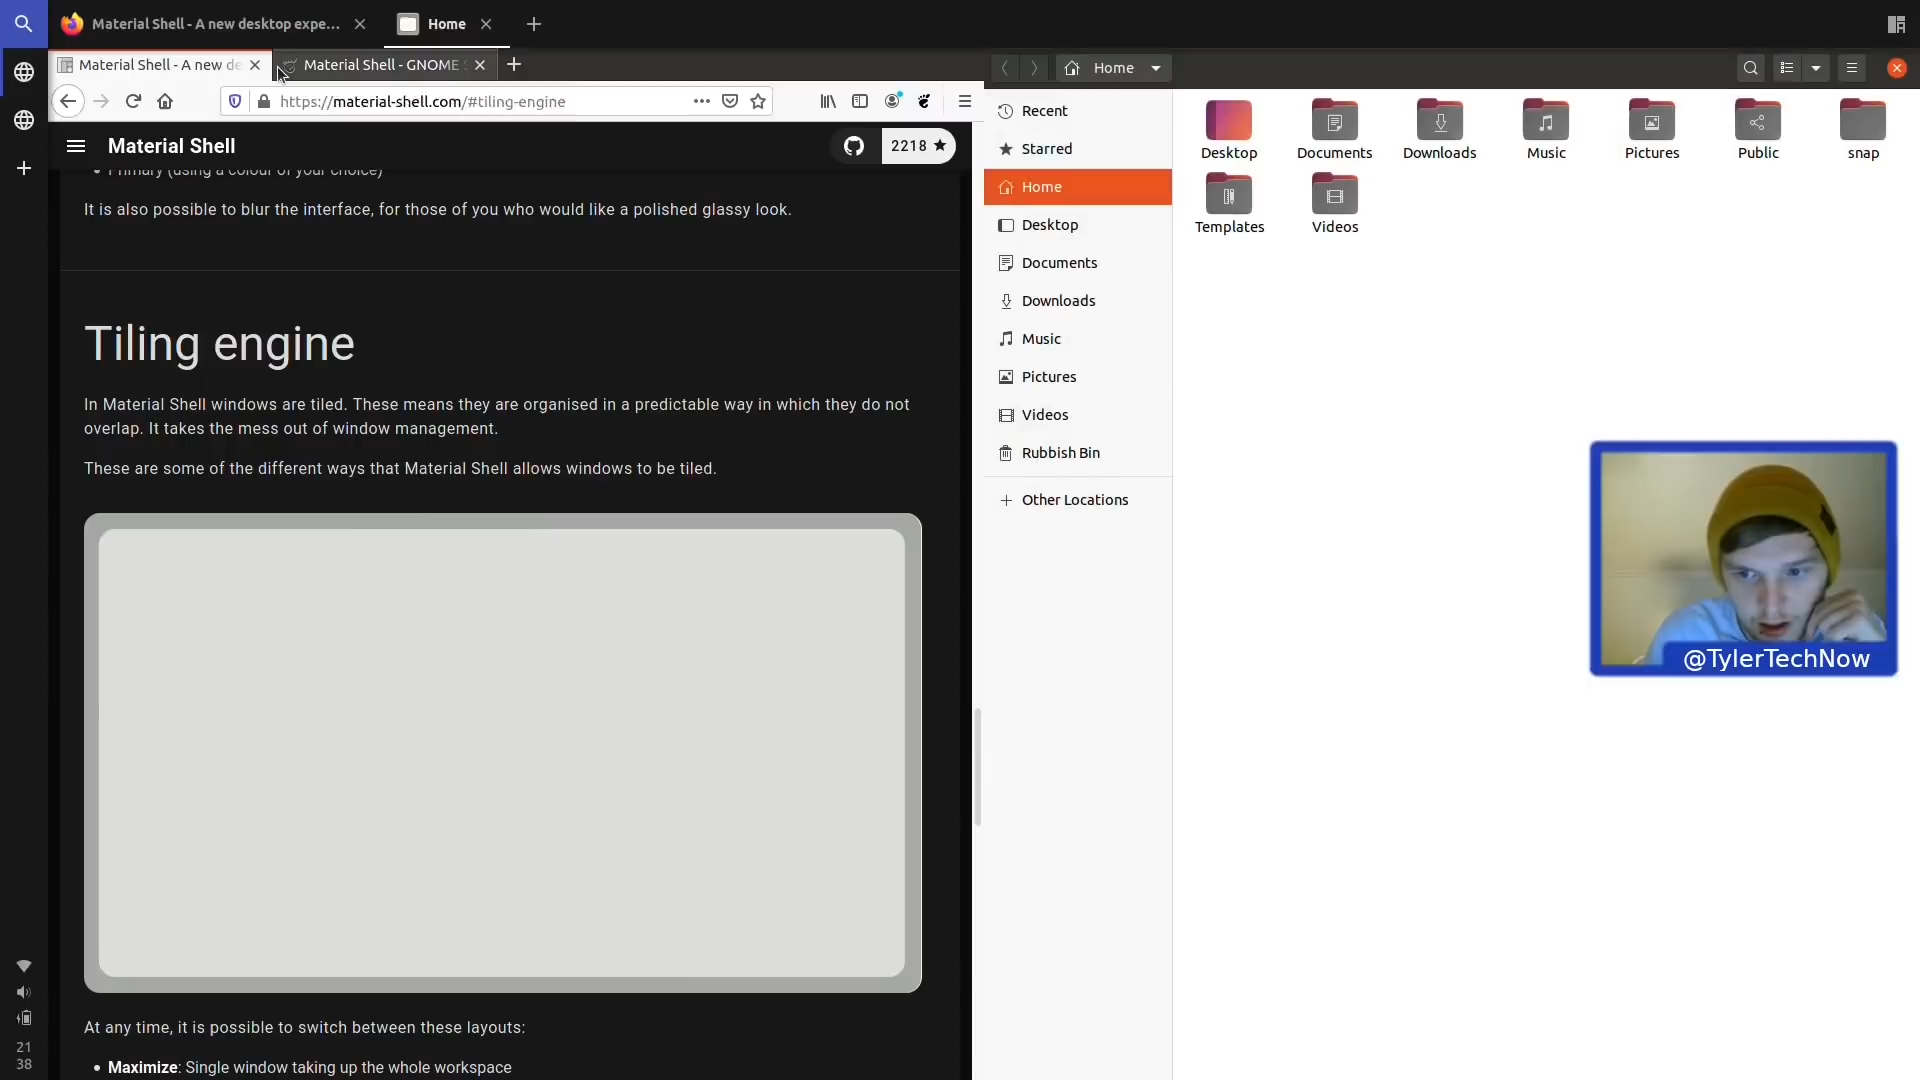 Material Shell - A new desktop expe...
Home
Material Shell - A new de
Material Shell - GNOME
https://material-shell.com/#tiling-engine
Material Shell
2218 ★
Primary (using a colour of your choice)
It is also possible to blur the interface, for those of you who would like a polished glassy look.
Tiling engine
In Material Shell windows are tiled. These means they are organised in a predictable way in which they do not
overlap. It takes the mess out of window management.
These are some of the different ways that Material Shell allows windows to be tiled.
At any time, it is possible to switch between these layouts:
Maximize: Single window taking up the whole workspace
21
38
Home
Recent
Starred
Home
Desktop
Documents
Downloads
Music
Pictures
Videos
Rubbish Bin
Other Locations
Desktop
Documents
Downloads
Music
Pictures
Public
snap
Templates
Videos
@TylerTechNow